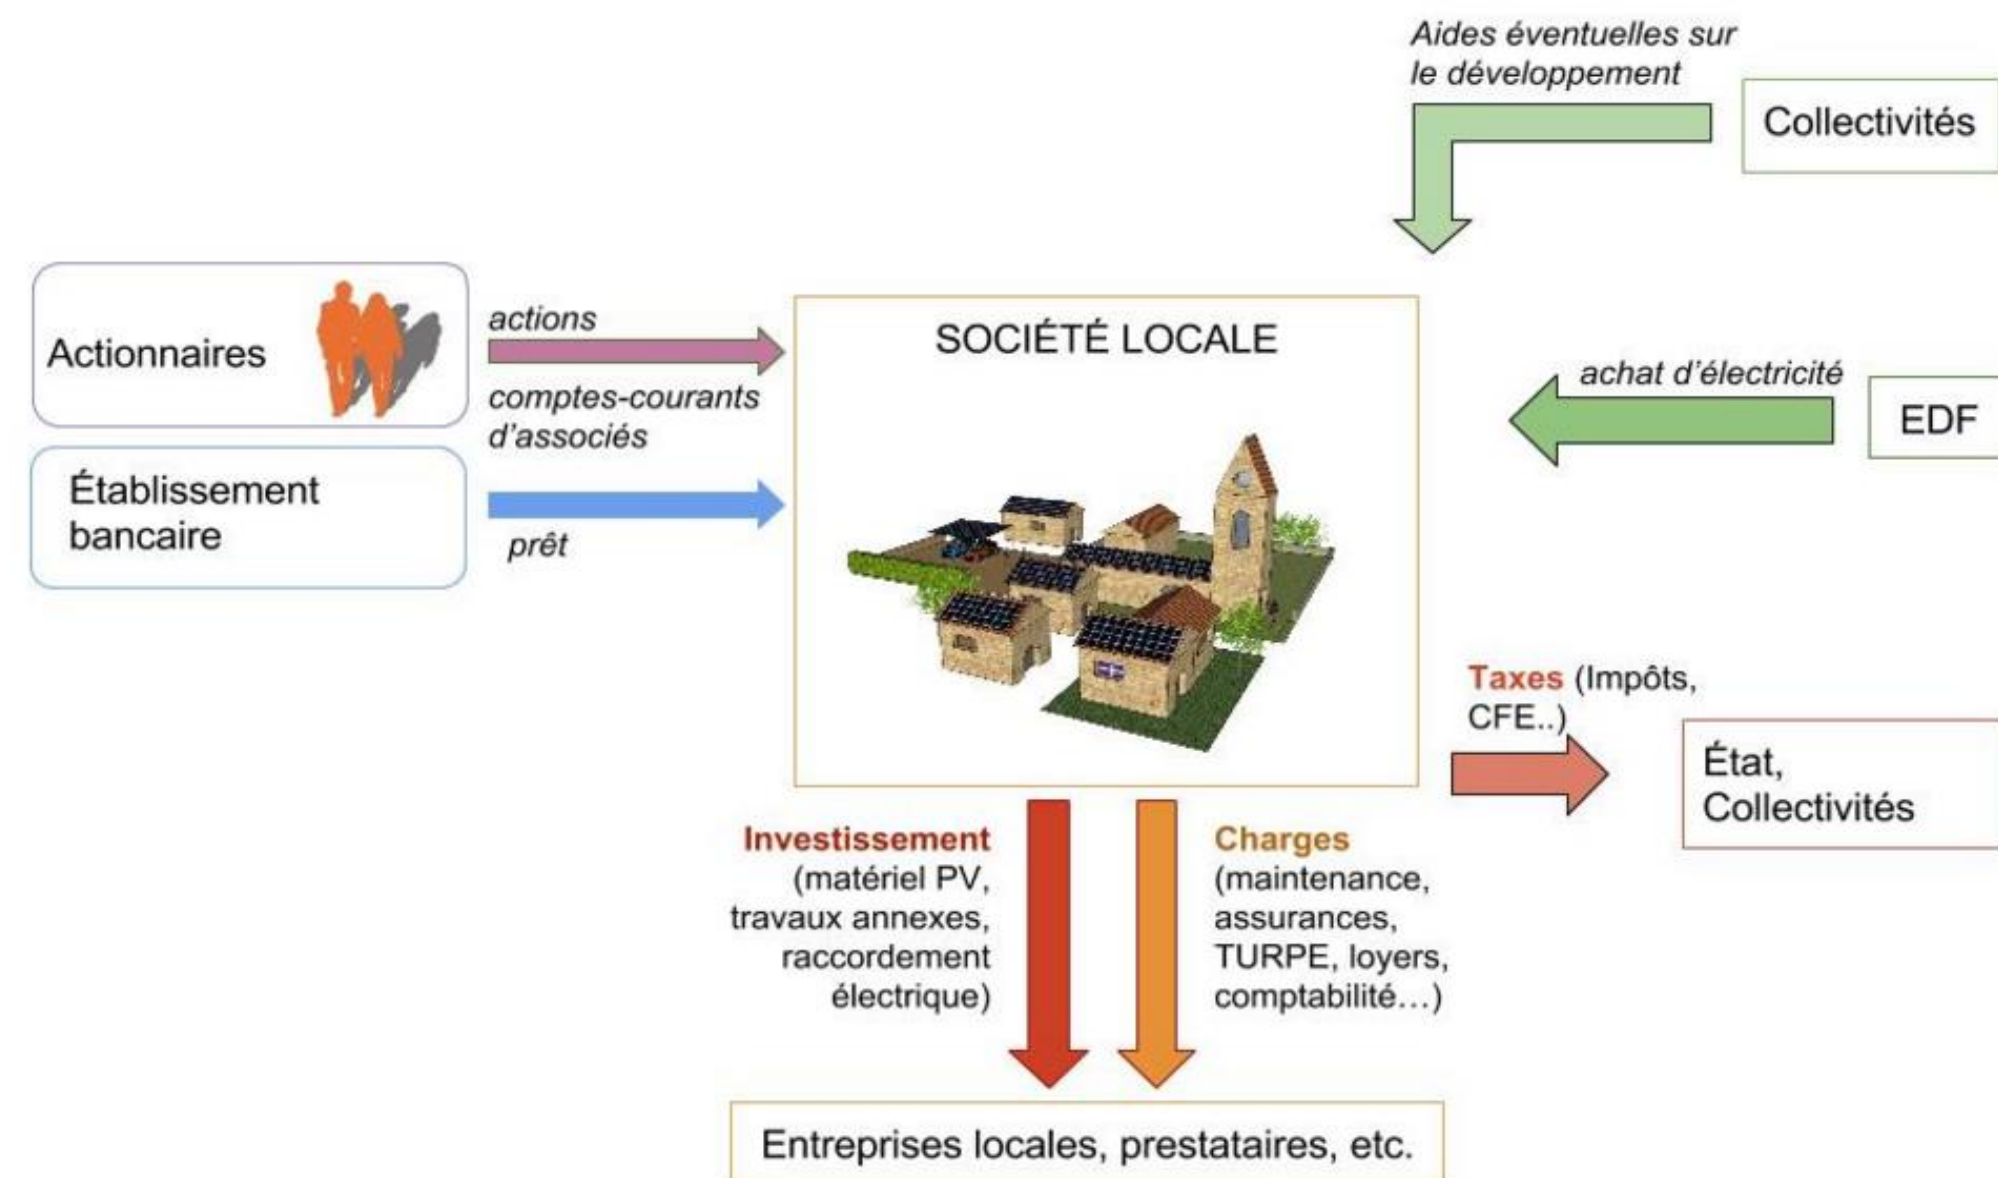 Aides éventuelles sur
le développement
Collectivités
Actionnaires
actions
comptes-courants
d'associés
Établissement
bancaire
prêt
SOCIÉTÉ LOCALE
achat d'électricité
EDF
Taxes (Impôts,
CFE..)
État,
Collectivités
Investissement
(matériel PV,
travaux annexes,
raccordement
électrique)
Charges
(maintenance,
assurances,
TURPE, loyers,
comptabilité…)
Entreprises locales, prestataires, etc.